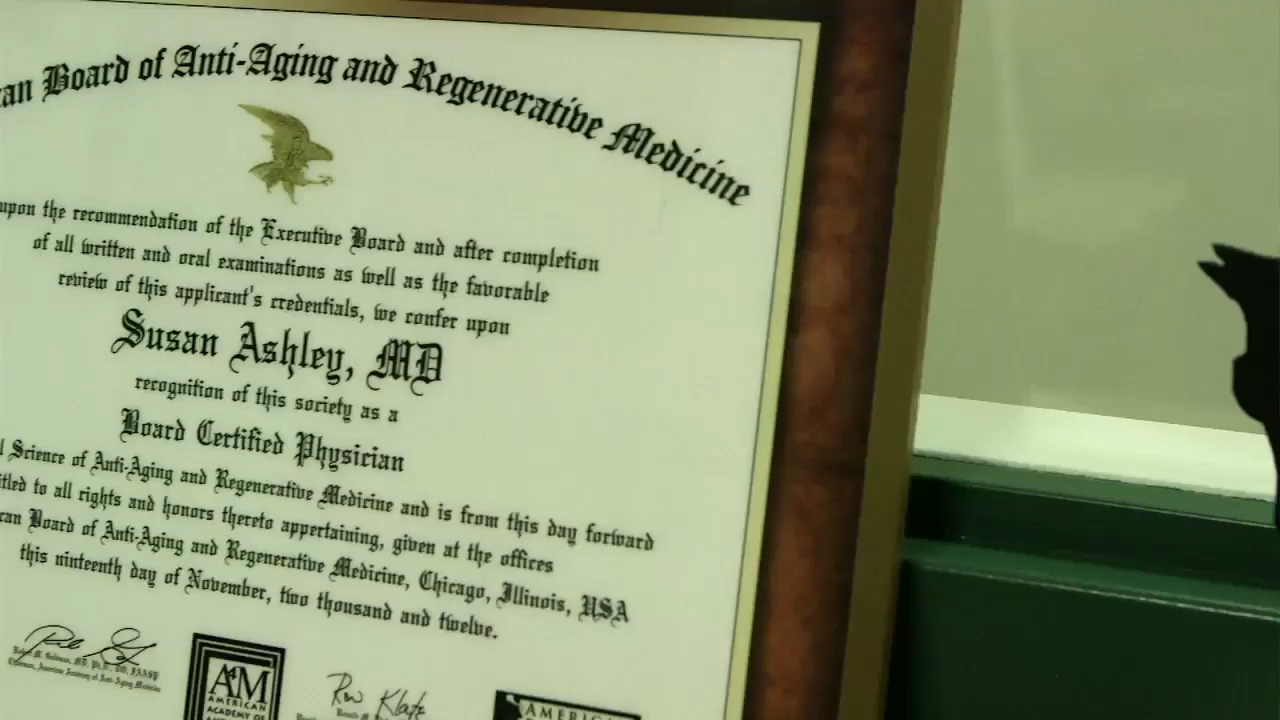 an Board of Anti-Aging and Regenerative Medicine
upon the recommendation of the Executive Board and after completion
of all written and oral examinations as well as the favorable
review of this applicant's credentials, we confer upon
Susan Ashley, MD
recognition of this society as a
Board Certified Physician
l Science of Anti-Aging and Regenerative Medicine and is from this day forward
itled to all rights and honors thereto appertaining, given at the offices
can Board of Anti-Aging and Regenerative Medicine, Chicago, Illinois, USA
this ninteenth day of November, two thousand and twelve.
A4M
AMERICAN
ACADEMY OF
AMERICA